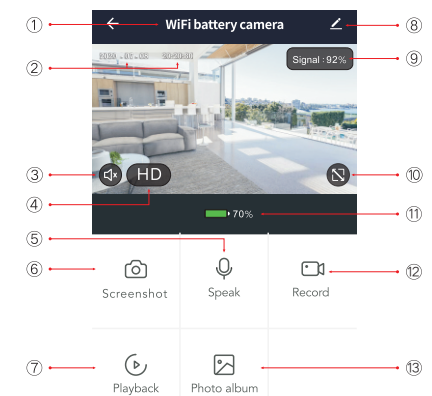 ① WiFi battery camera ⑧
② Signal : 92% ⑨
③ ⑩
HD
④ 70% ⑪
⑤
⑥ Screenshot Speak Record ⑫
⑦ ⑬
Playback Photo album